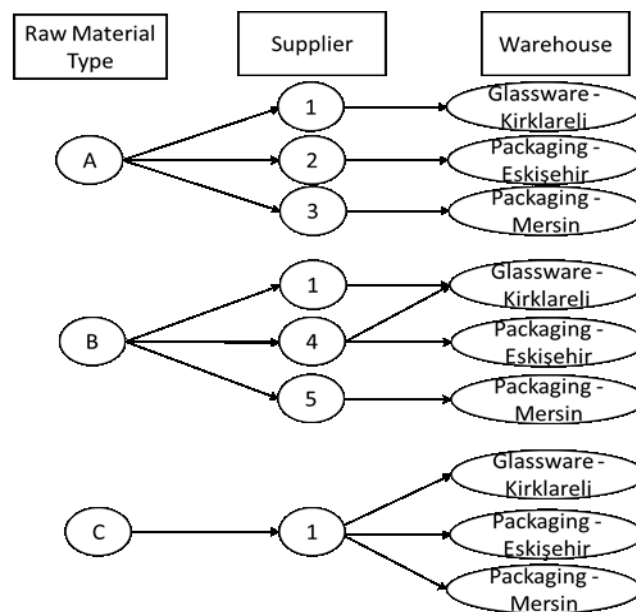 Raw Material
Type
Supplier
Warehouse
A
1
2
3
Glassware -
Kirklareli
Packaging -
Eskişehir
Packaging -
Mersin
B
1
4
5
Glassware -
Kirklareli
Packaging -
Eskişehir
Packaging -
Mersin
C
1
Glassware -
Kirklareli
Packaging -
Eskişehir
Packaging -
Mersin